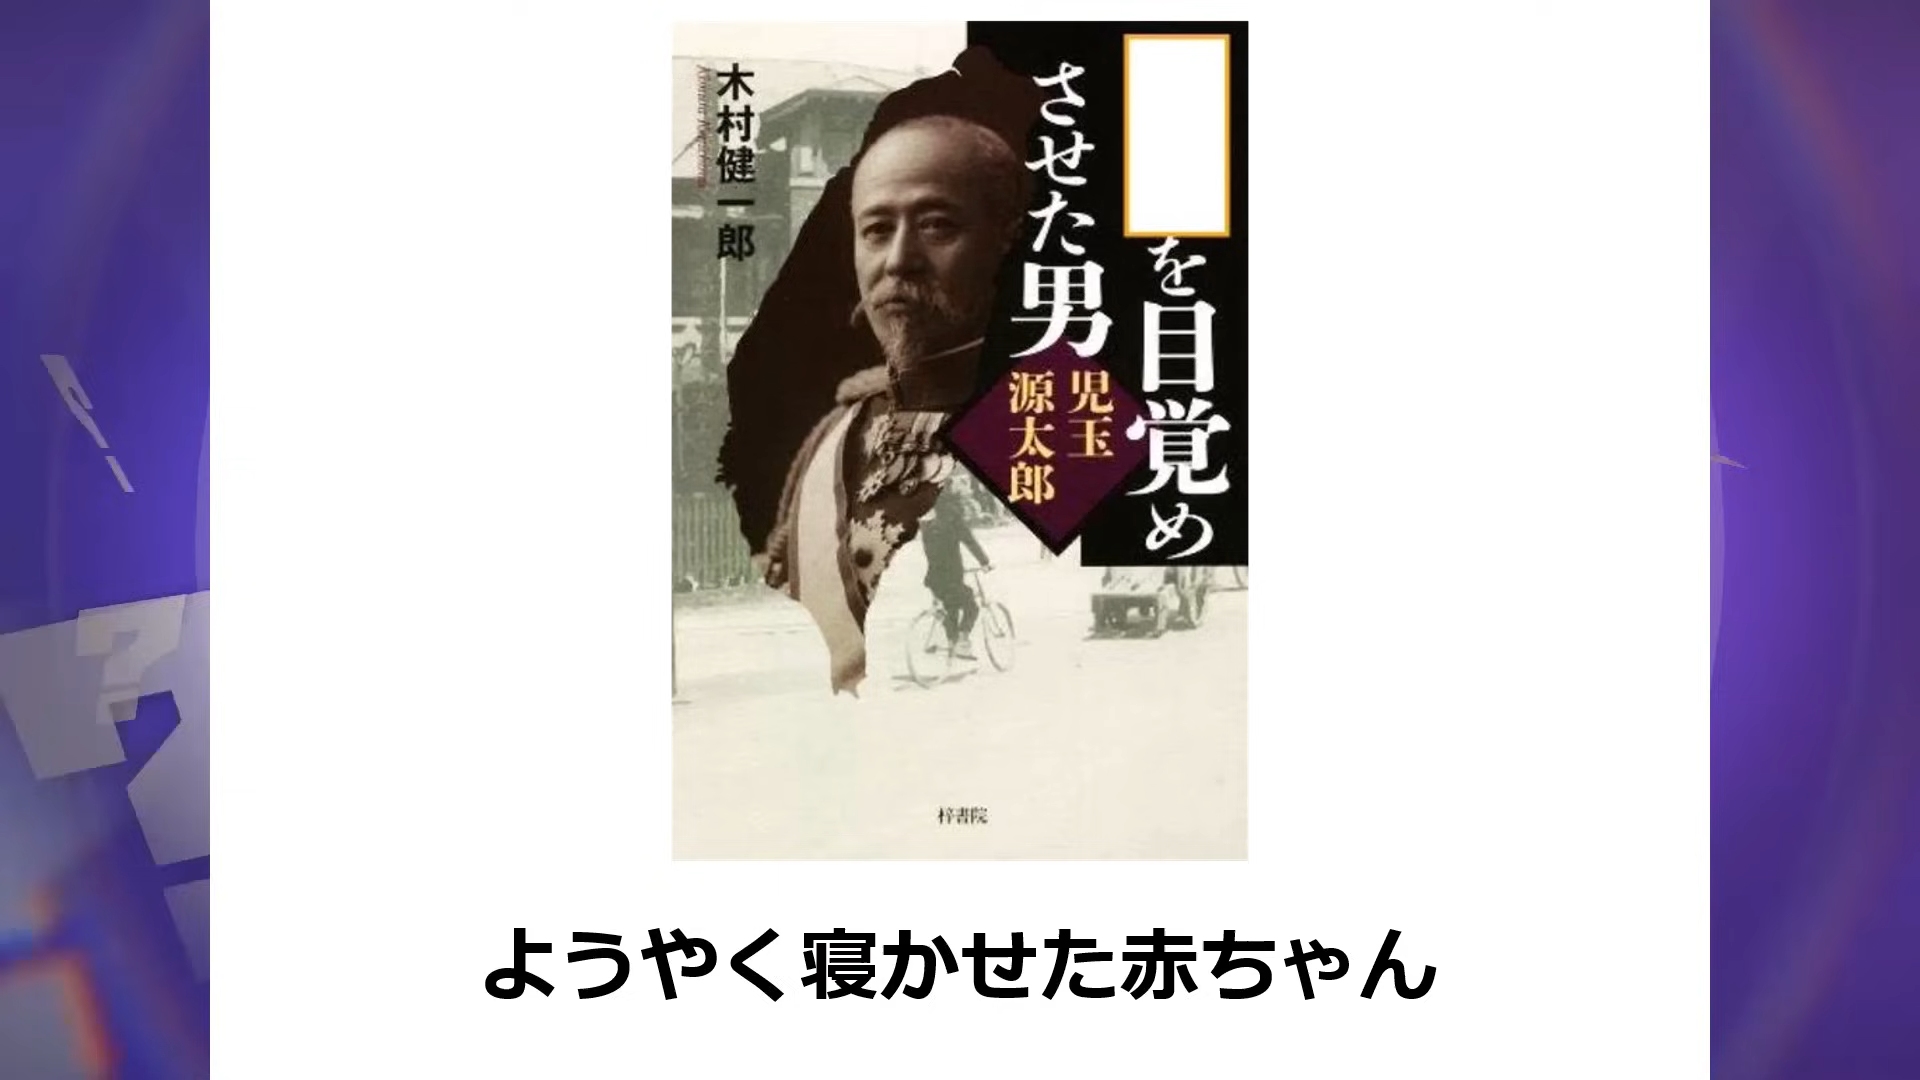 を目覚め
させた男
児玉
源太郎
木村健一郎
梓書院
ようやく寝かせた赤ちゃん